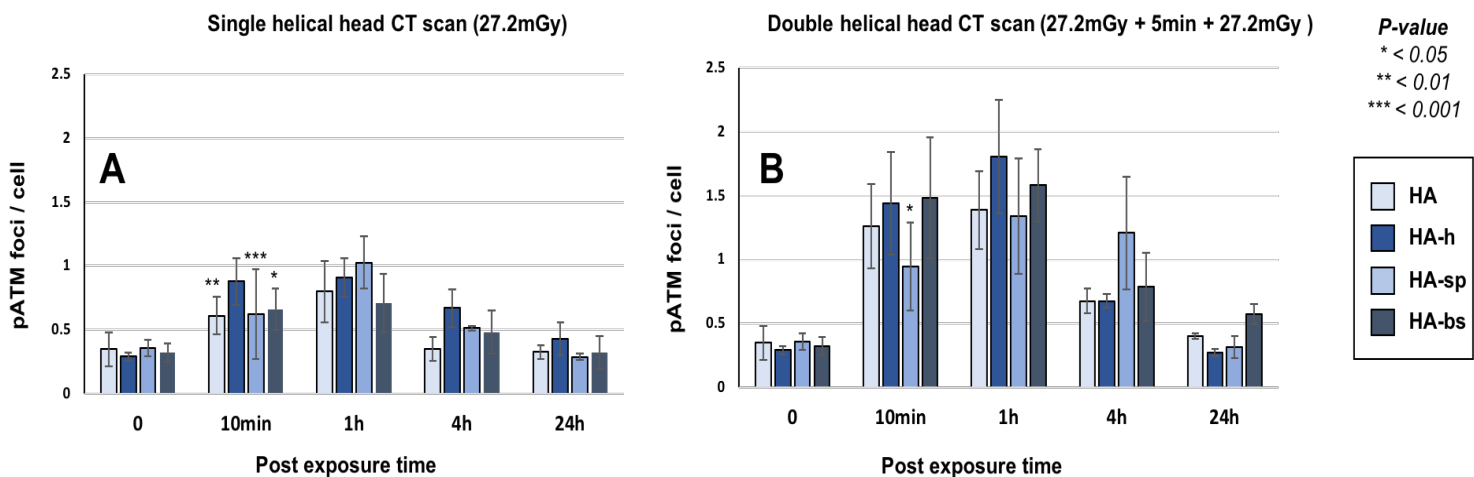 Single helical head CT scan (27.2mGy)
2.5
2
1.5
1
0.5
0
pATM foci / cell
A
** *** *
0 10min 1h 4h 24h
Post exposure time
Double helical head CT scan (27.2mGy + 5min + 27.2mGy )
2.5
2
1.5
1
0.5
0
pATM foci / cell
B
*
0 10min 1h 4h 24h
Post exposure time
P-value
* < 0.05
** < 0.01
*** < 0.001
HA
HA-h
HA-sp
HA-bs